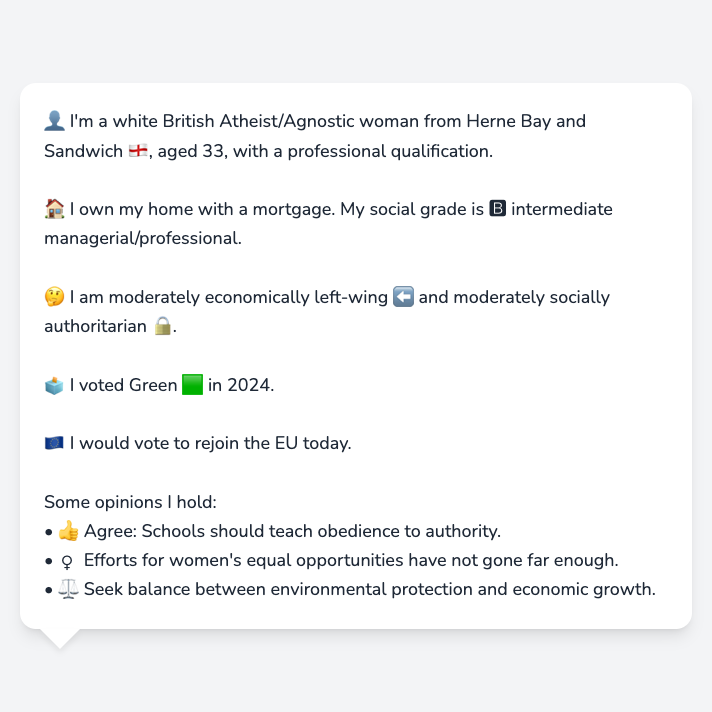 👤 I'm a white British Atheist/Agnostic woman from Herne Bay and
Sandwich 🏴󠁧󠁢󠁥󠁮󠁧󠁿, aged 33, with a professional qualification.
🏠 I own my home with a mortgage. My social grade is 🅱 intermediate
managerial/professional.
🤔 I am moderately economically left-wing ⬅️ and moderately socially
authoritarian 🔒.
🗳️ I voted Green 🟩 in 2024.
🇪🇺 I would vote to rejoin the EU today.
Some opinions I hold:
• 👍 Agree: Schools should teach obedience to authority.
• ♀ Efforts for women's equal opportunities have not gone far enough.
• ⚖️ Seek balance between environmental protection and economic growth.